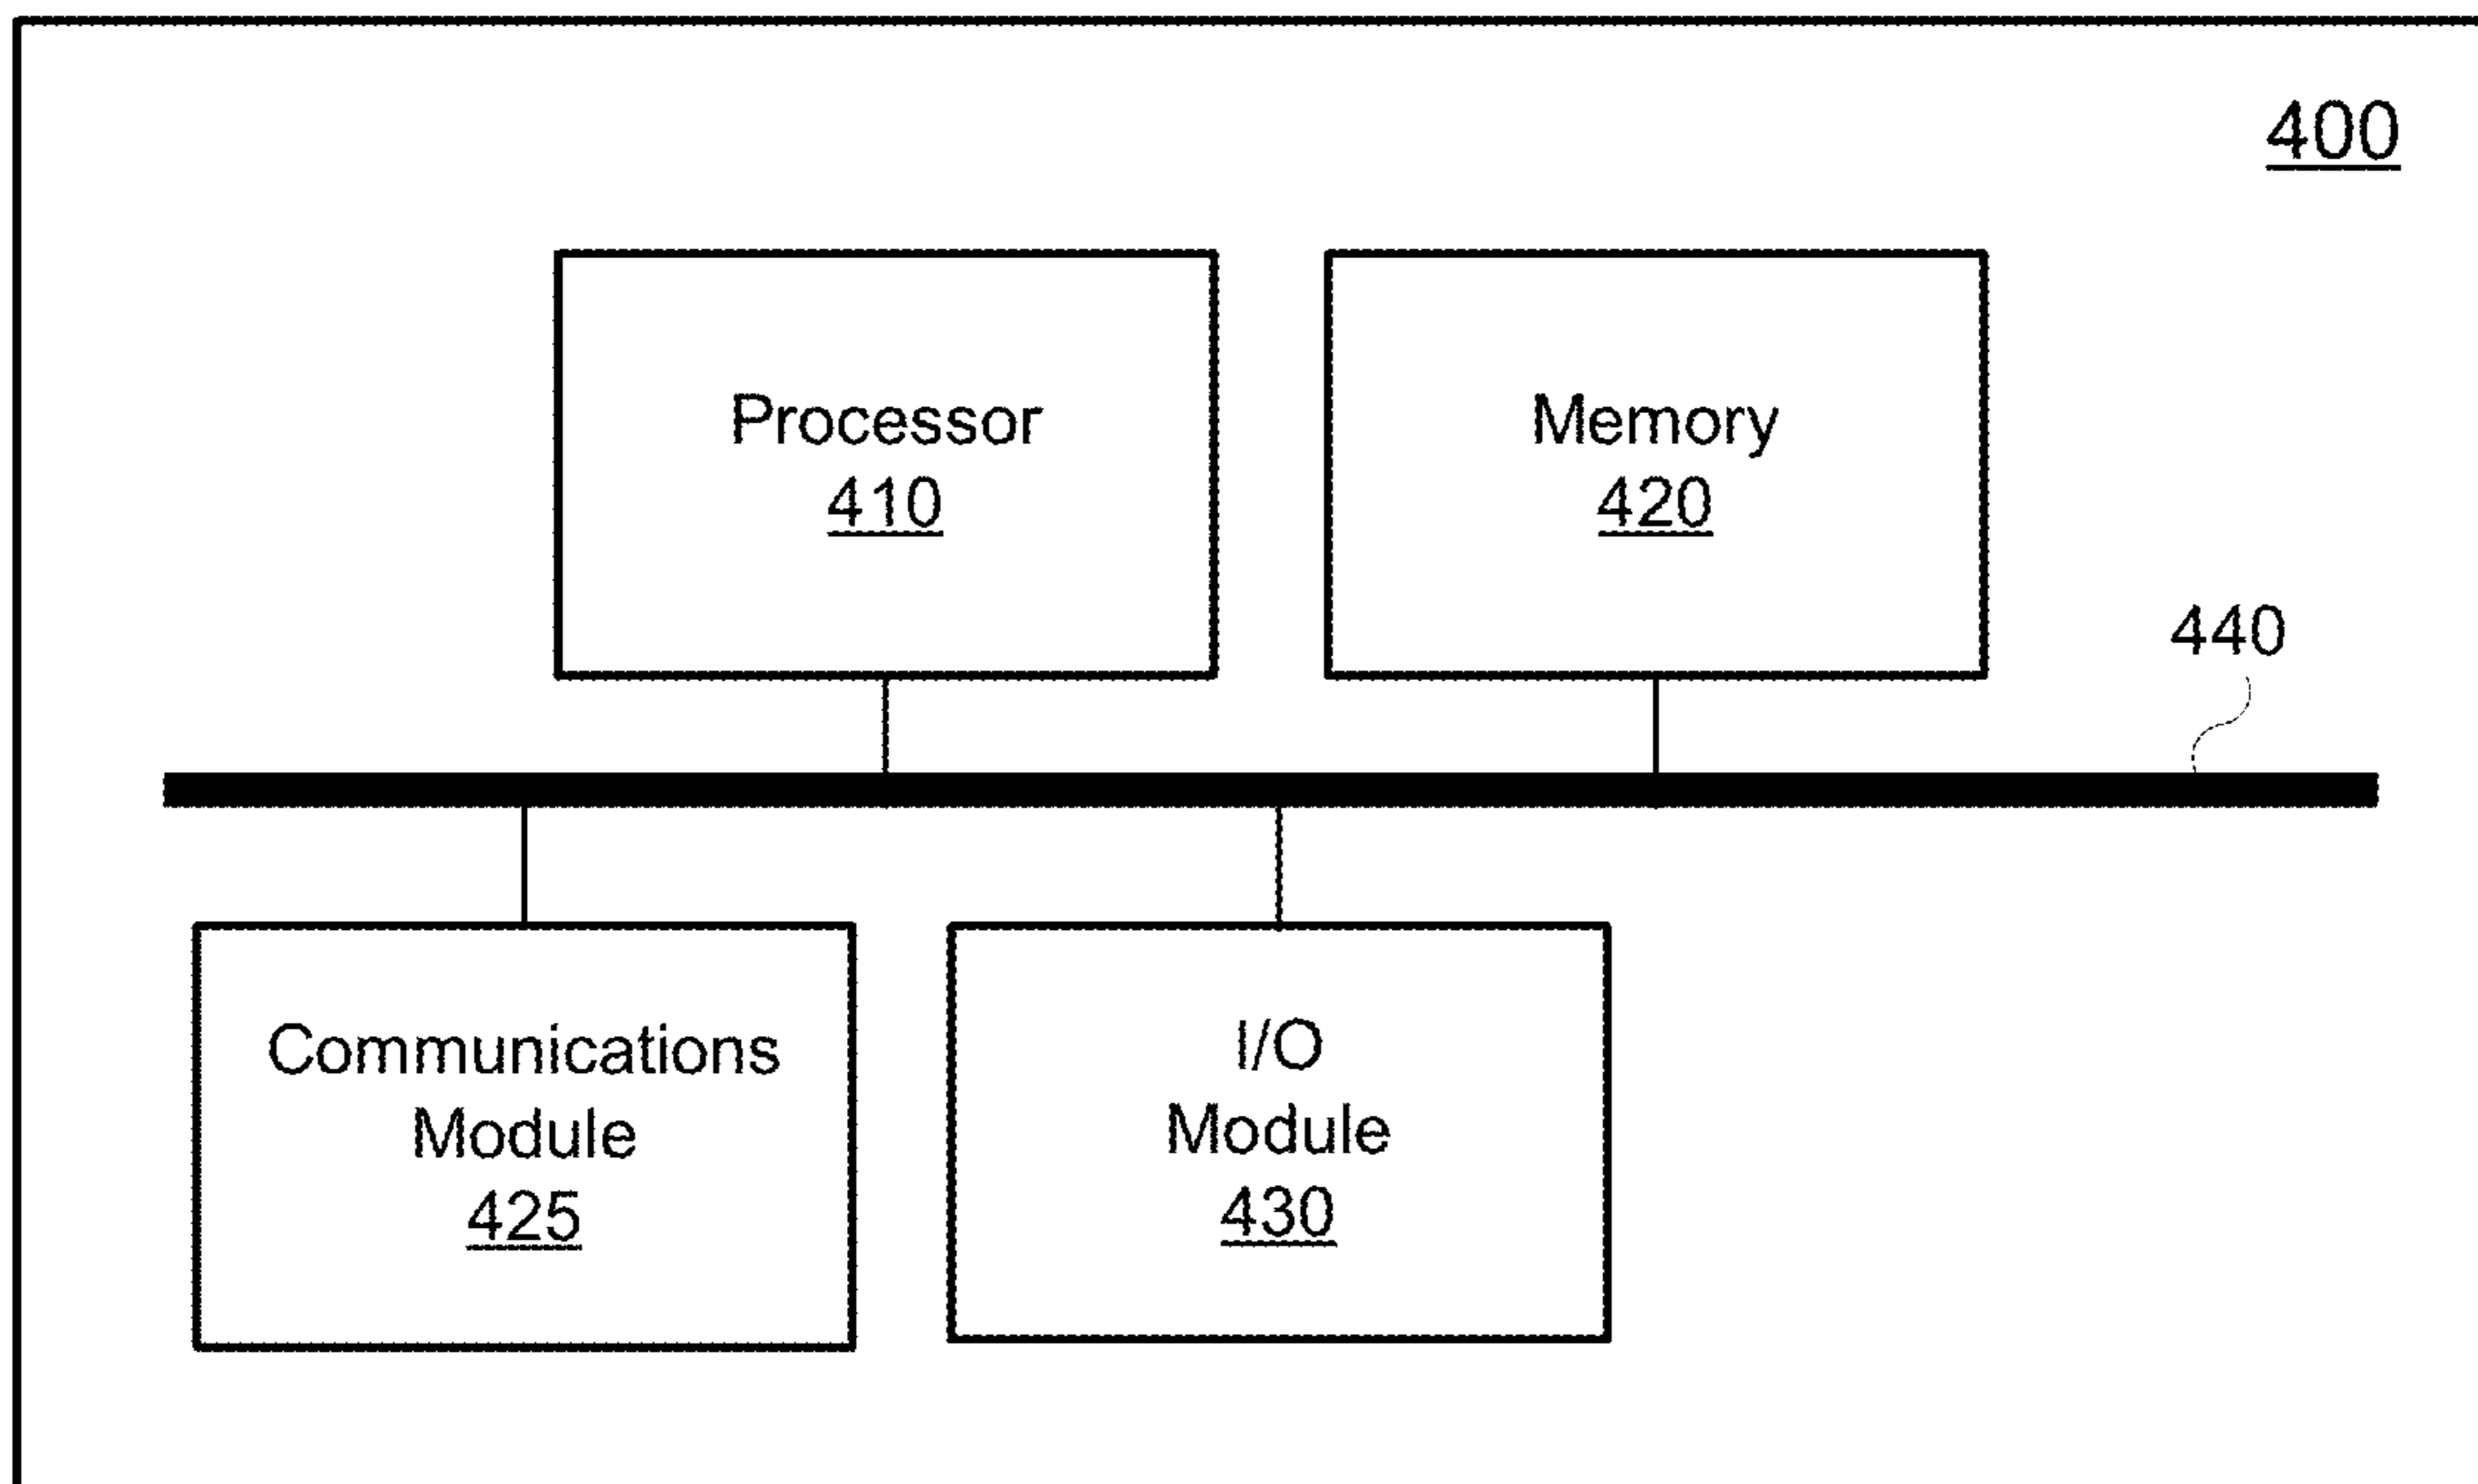 400
Processor
410
Memory
420
440
Communications
Module
425
I/O
Module
430